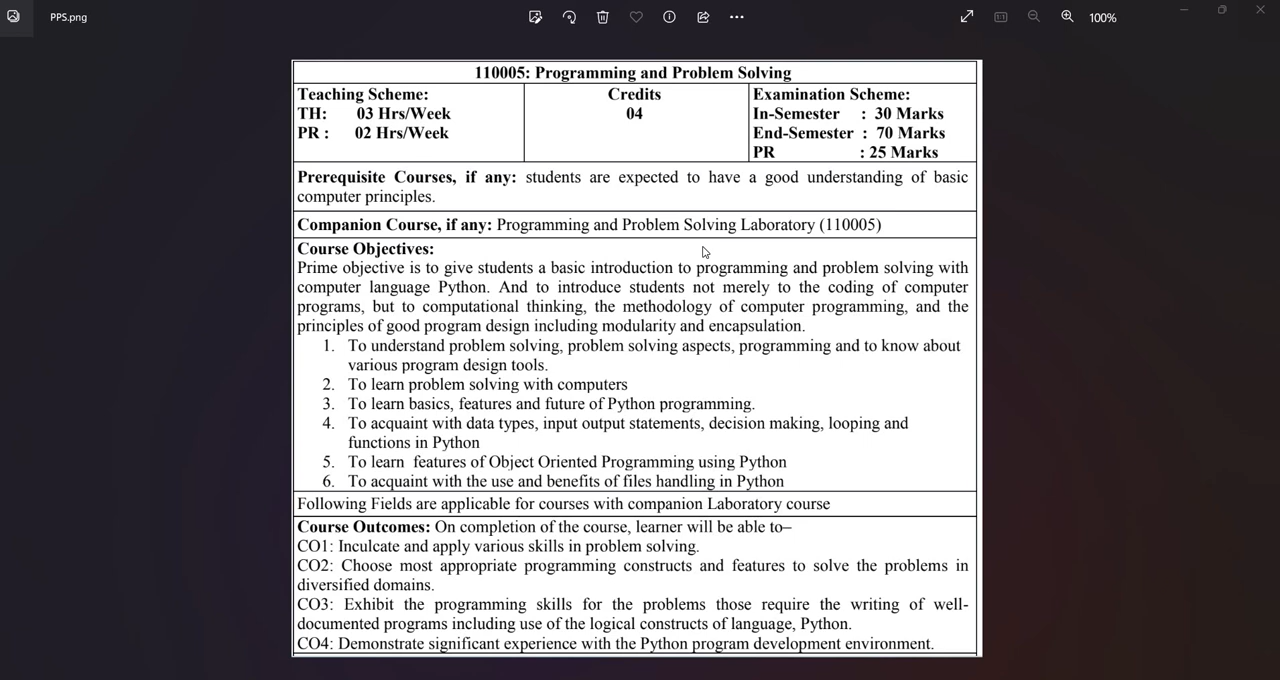 PPS.png
100%
110005: Programming and Problem Solving
Teaching Scheme:
TH: 03 Hrs/Week
PR : 02 Hrs/Week
Credits
04
Examination Scheme:
In-Semester : 30 Marks
End-Semester : 70 Marks
PR : 25 Marks
Prerequisite Courses, if any: students are expected to have a good understanding of basic
computer principles.
Companion Course, if any: Programming and Problem Solving Laboratory (110005)
Course Objectives:
Prime objective is to give students a basic introduction to programming and problem solving with
computer language Python. And to introduce students not merely to the coding of computer
programs, but to computational thinking, the methodology of computer programming, and the
principles of good program design including modularity and encapsulation.
1. To understand problem solving, problem solving aspects, programming and to know about
various program design tools.
2. To learn problem solving with computers
3. To learn basics, features and future of Python programming.
4. To acquaint with data types, input output statements, decision making, looping and
functions in Python
5. To learn features of Object Oriented Programming using Python
6. To acquaint with the use and benefits of files handling in Python
Following Fields are applicable for courses with companion Laboratory course
Course Outcomes: On completion of the course, learner will be able to–
CO1: Inculcate and apply various skills in problem solving.
CO2: Choose most appropriate programming constructs and features to solve the problems in
diversified domains.
CO3: Exhibit the programming skills for the problems those require the writing of well-
documented programs including use of the logical constructs of language, Python.
CO4: Demonstrate significant experience with the Python program development environment.